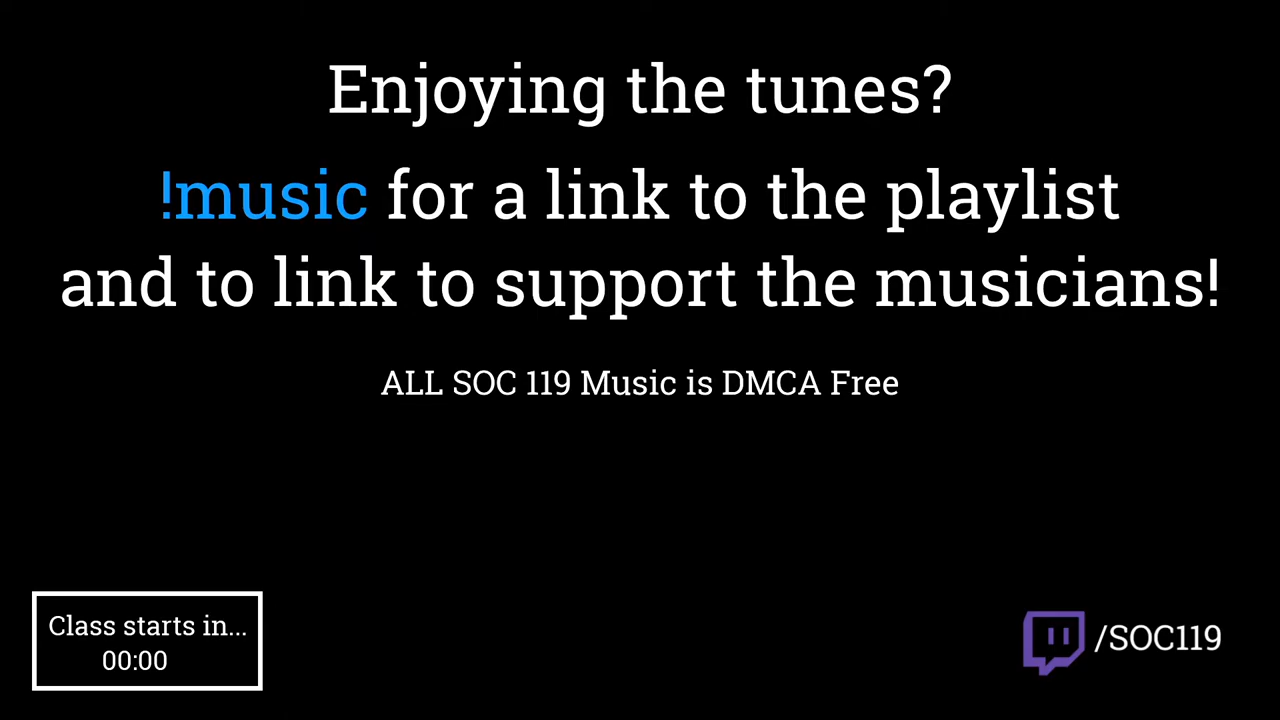 Enjoying the tunes?
!music for a link to the playlist
and to link to support the musicians!
ALL SOC 119 Music is DMCA Free
Class starts in...
00:00
/SOC119